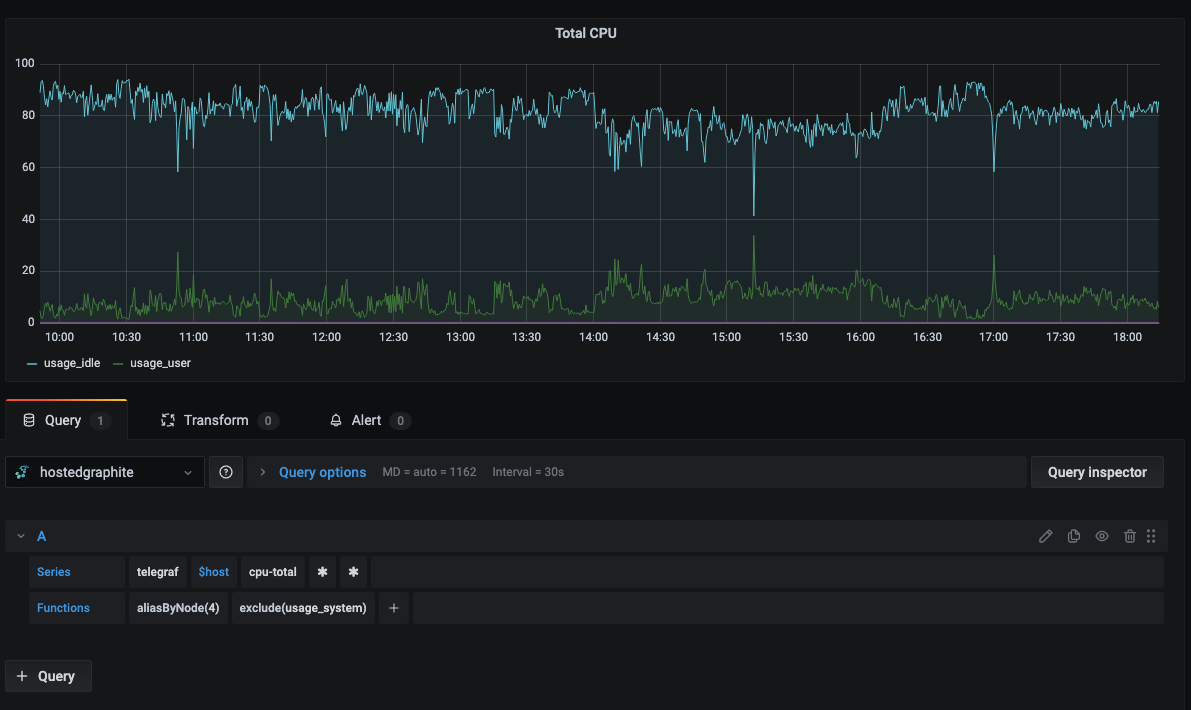 Total CPU
100
80
60
40
20
0
10:00 10:30 11:00 11:30 12:00 12:30 13:00 13:30 14:00 14:30 15:00 15:30 16:00 16:30 17:00 17:30 18:00
usage_idle usage_user
Query 1 Transform 0 Alert 0
hostedgraphite Query options MD = auto = 1162 Interval = 30s Query inspector
A
Series telegraf $host cpu-total * *
Functions aliasByNode(4) exclude(usage_system) +
+ Query